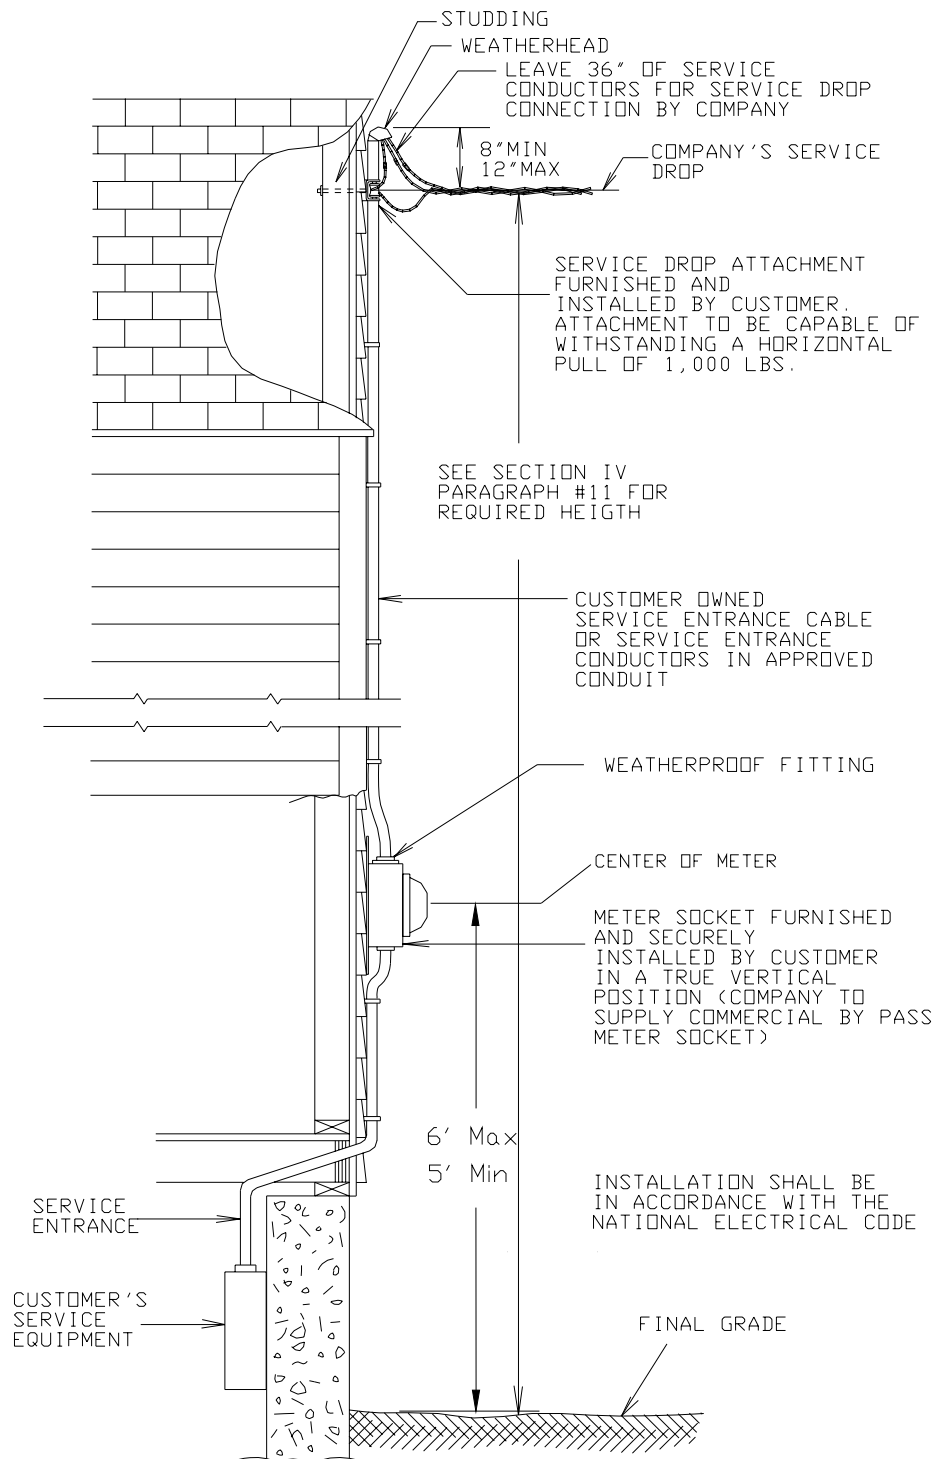 STUDDING
WEATHERHEAD
LEAVE 36" OF SERVICE
CONDUCTORS FOR SERVICE DROP
CONNECTION BY COMPANY
8"MIN
12"MAX
COMPANY'S SERVICE
DROP
SERVICE DROP ATTACHMENT
FURNISHED AND
INSTALLED BY CUSTOMER.
ATTACHMENT TO BE CAPABLE OF
WITHSTANDING A HORIZONTAL
PULL OF 1,000 LBS.
SEE SECTION IV
PARAGRAPH #11 FOR
REQUIRED HEIGTH
CUSTOMER OWNED
SERVICE ENTRANCE CABLE
OR SERVICE ENTRANCE
CONDUCTORS IN APPROVED
CONDUIT
WEATHERPROOF FITTING
CENTER OF METER
METER SOCKET FURNISHED
AND SECURELY
INSTALLED BY CUSTOMER
IN A TRUE VERTICAL
POSITION (COMPANY TO
SUPPLY COMMERCIAL BY PASS
METER SOCKET)
6' Max
5' Min
INSTALLATION SHALL BE
IN ACCORDANCE WITH THE
NATIONAL ELECTRICAL CODE
SERVICE
ENTRANCE
CUSTOMER'S
SERVICE
EQUIPMENT
FINAL GRADE